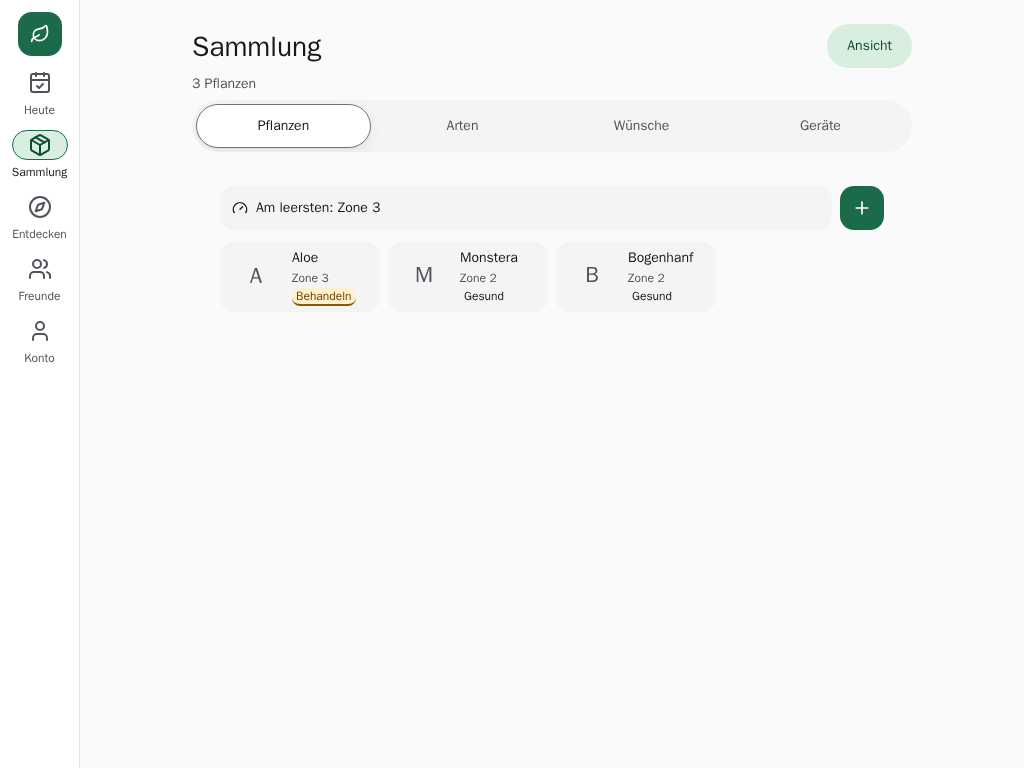 Heute
Sammlung
Entdecken
Freunde
Konto
Sammlung
Ansicht
3 Pflanzen
Pflanzen
Arten
Wünsche
Geräte
Am leersten: Zone 3
A
Aloe
Zone 3
Behandeln
M
Monstera
Zone 2
Gesund
B
Bogenhanf
Zone 2
Gesund